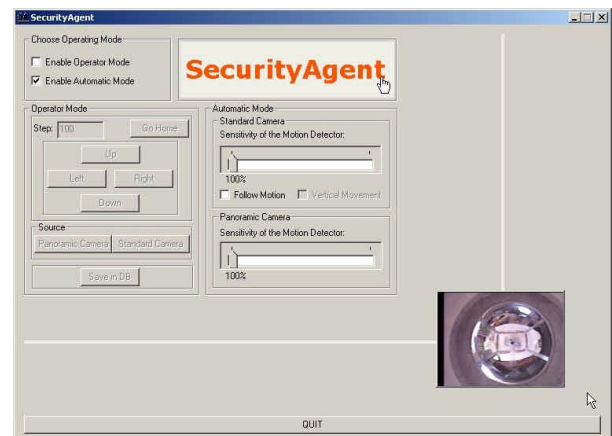 SecurityAgent
Choose Operating Mode
Enable Operator Mode
Enable Automatic Mode
SecurityAgent
Operator Mode
Step: 100
Go Home
Up
Left
Right
Down
Source
Panoramic Camera
Standard Camera
Save in DB
Automatic Mode
Standard Camera
Sensitivity of the Motion Detector:
100%
Follow Motion
Vertical Movement
Panoramic Camera
Sensitivity of the Motion Detector:
100%
QUIT